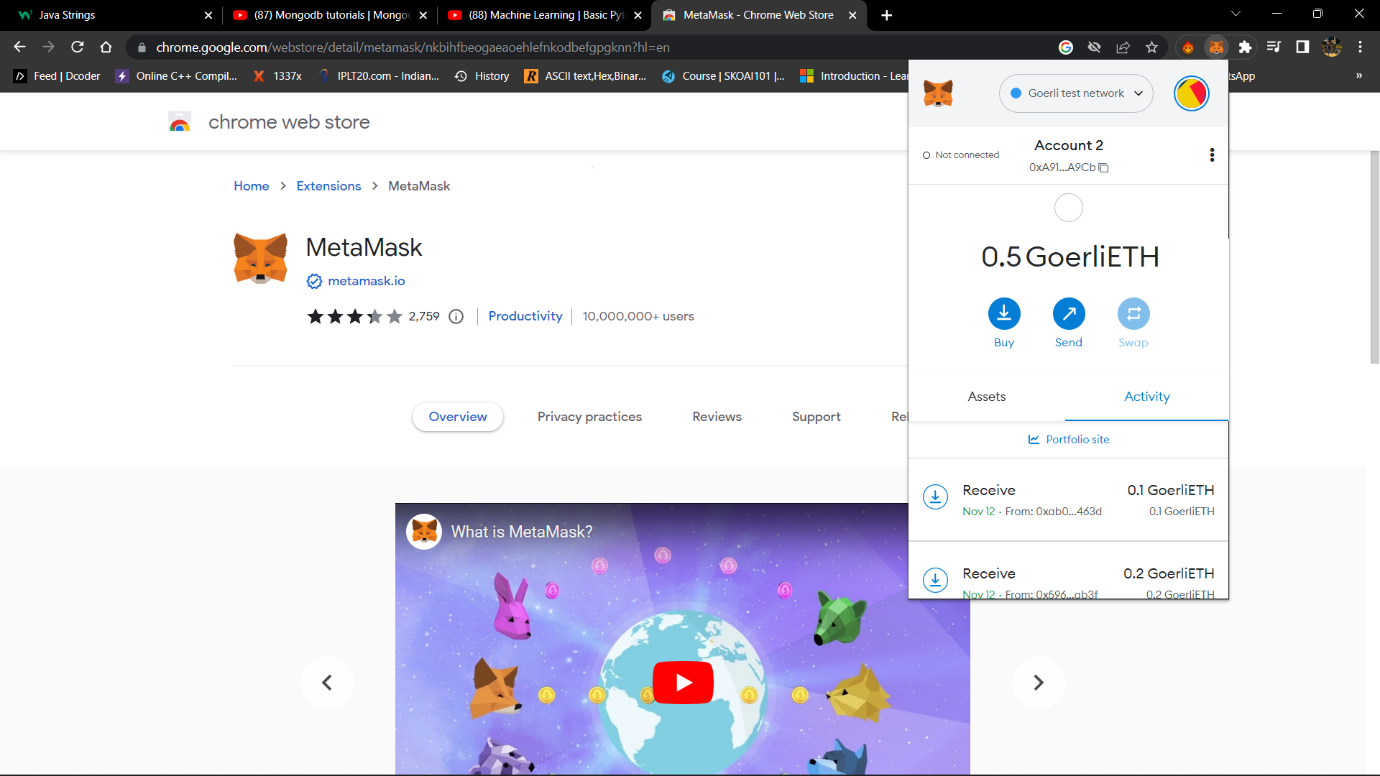 Java Strings
(87) Mongodb tutorials | Mongo
(88) Machine Learning | Basic Pyt
MetaMask - Chrome Web Store
chrome.google.com/webstore/detail/metamask/nkbihfbeogaeaoehlefnkodbefgpgknn?hl=en
Feed | Dcoder
Online C++ Compil...
1337x
IPLT20.com - Indian...
History
ASCII text,Hex,Binar...
Course | SKOAI101 |...
Introduction - Lea
tsApp
»
chrome web store
Home > Extensions > MetaMask
MetaMask
metamask.io
2,759
Productivity
10,000,000+ users
Overview
Privacy practices
Reviews
Support
Rel
What is MetaMask?
Goerli test network
Not connected
Account 2
0xA91...A9Cb
0.5 GoerliETH
Buy
Send
Swap
Assets
Activity
Portfolio site
Receive
0.1 GoerliETH
Nov 12 · From: 0xab0...463d
0.1 GoerliETH
Receive
0.2 GoerliETH
Nov 12 · From: 0x596...ab3f
0.2 GoerliETH